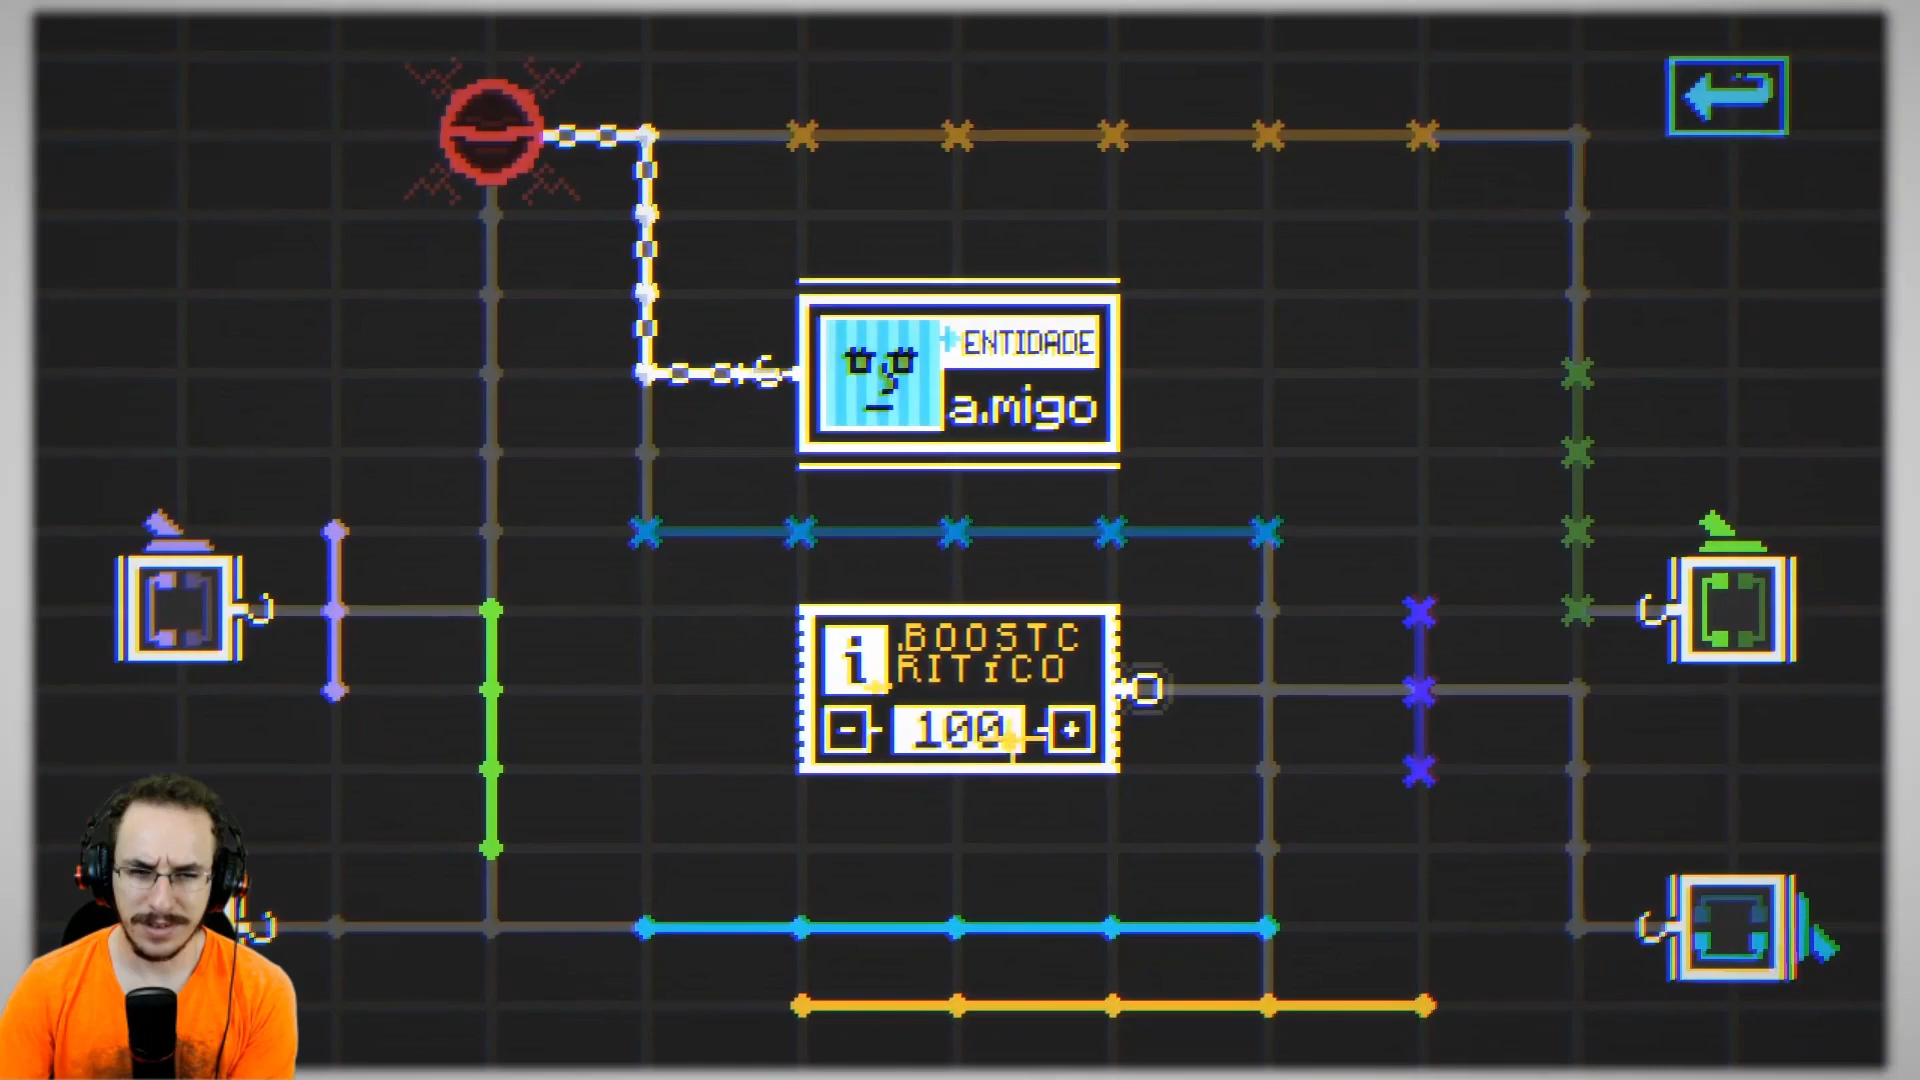 ENTIDADE
a.migo
i
.BOOSTC
RITÍCO
- 100 +